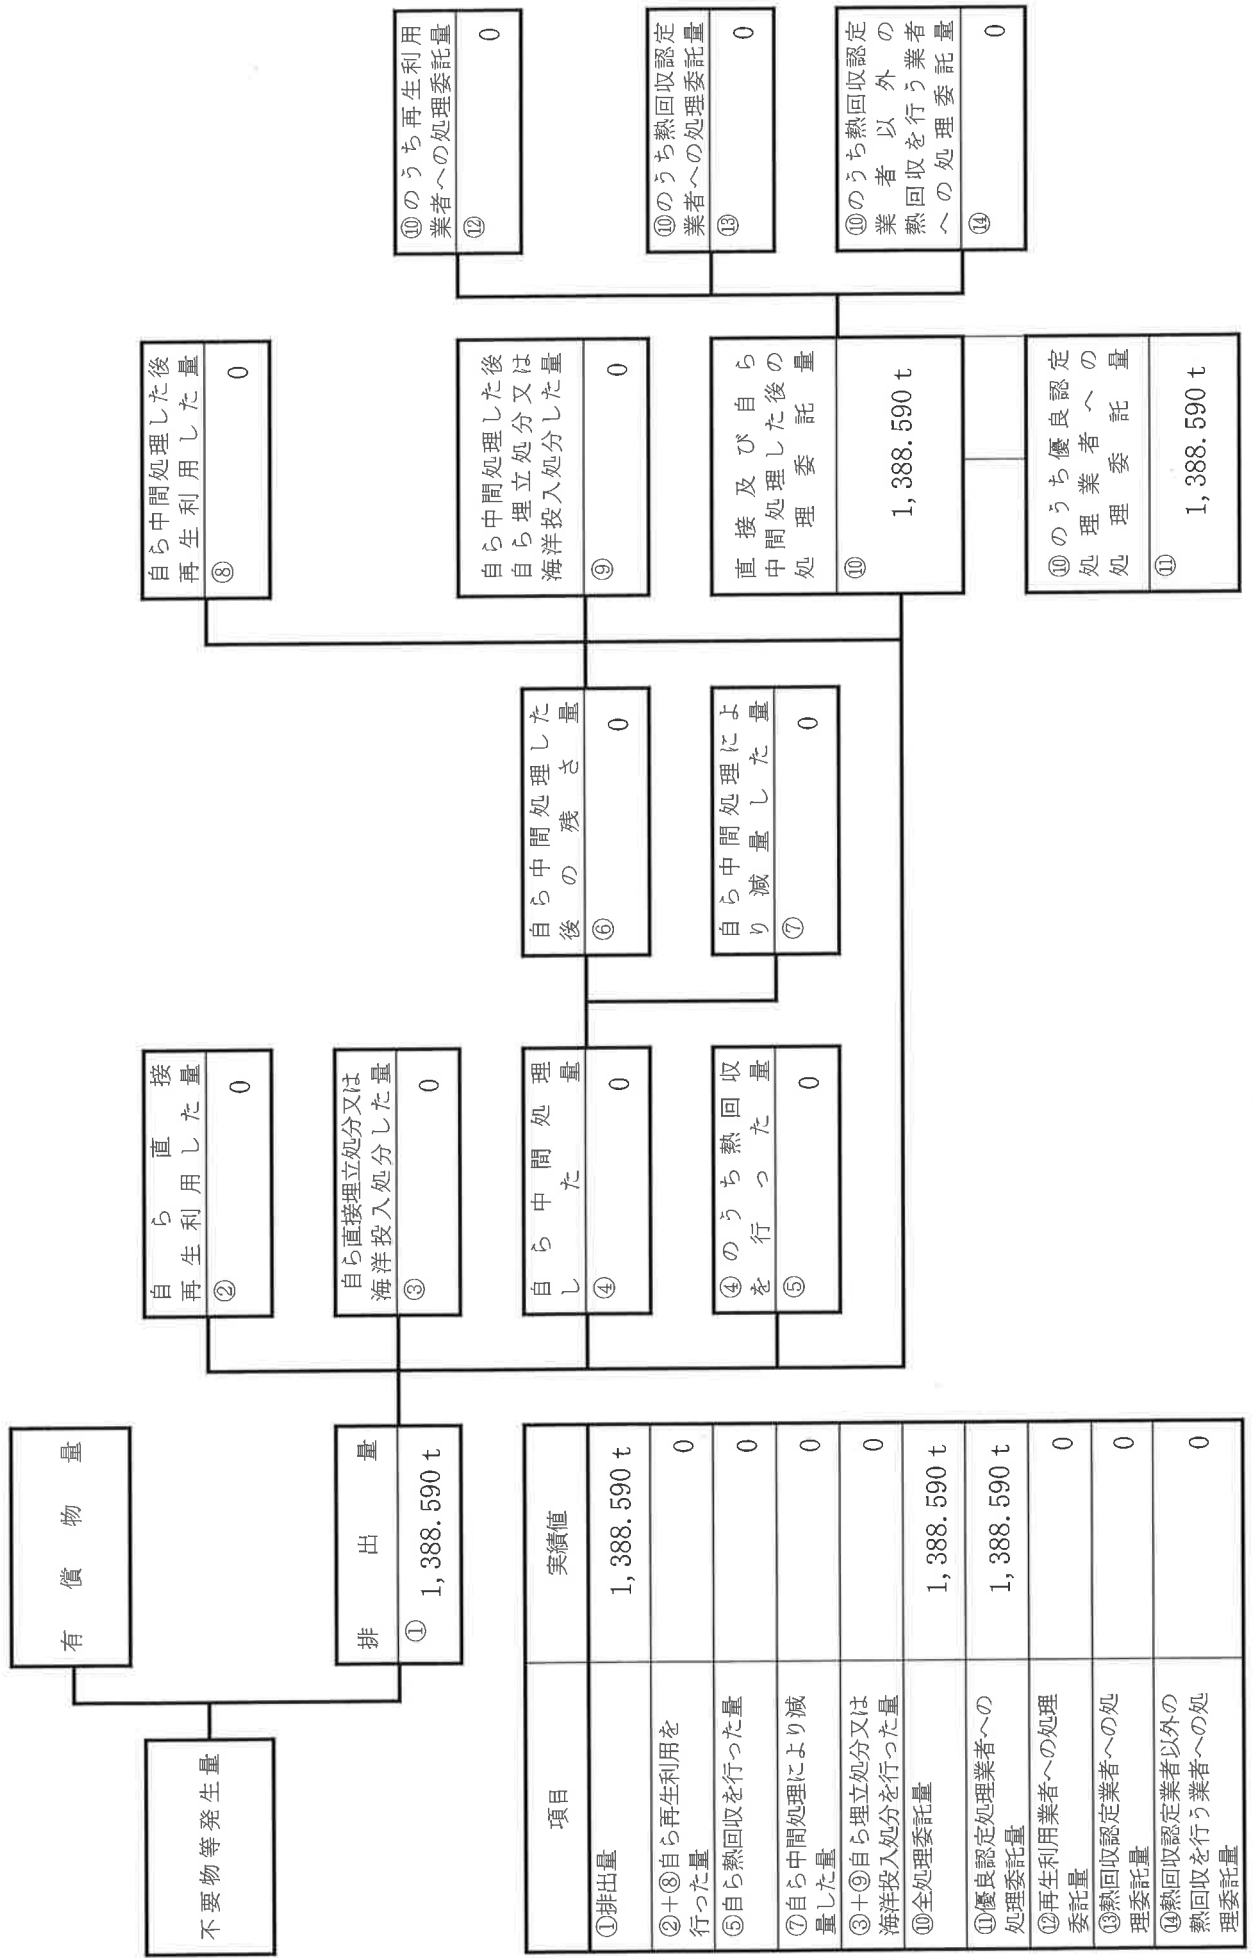 不要物等発生量
有償物量
排出量
① 1,388.590 t
自ら直接
再生利用した量
② 0
自ら直接埋立処分又は
海洋投入処分した量
③ 0
自ら中間処理
した量
④ 0
④のうち熱回収
を行った量
⑤ 0
自ら中間処理した
後の残さ量
⑥ 0
自ら中間処理によ
り減量した量
⑦ 0
自ら中間処理した後
再生利用した量
⑧ 0
自ら中間処理した後
自ら埋立処分又は
海洋投入処分した量
⑨ 0
直接及び自ら
中間処理した後の
処理委託量
⑩ 1,388.590 t
⑩のうち優良認定
処理業者への
処理委託量
⑪ 1,388.590 t
⑩のうち再生利用
業者への処理委託量
⑫ 0
⑩のうち熱回収認定
業者への処理委託量
⑬ 0
⑩のうち熱回収認定
業者以外の
熱回収を行う業者
への処理委託量
⑭ 0
項目 実績値
①排出量 1,388.590 t
②+⑧自ら再生利用を
行った量 0
⑤自ら熱回収を行った量 0
⑦自ら中間処理により減
量した量 0
③+⑨自ら埋立処分又は
海洋投入処分を行った量 0
⑩全処理委託量 1,388.590 t
⑪優良認定処理業者への
処理委託量 1,388.590 t
⑫再生利用業者への処理
委託量 0
⑬熱回収認定業者への処
理委託量 0
⑭熱回収認定業者以外の
熱回収を行う業者への処
理委託量 0